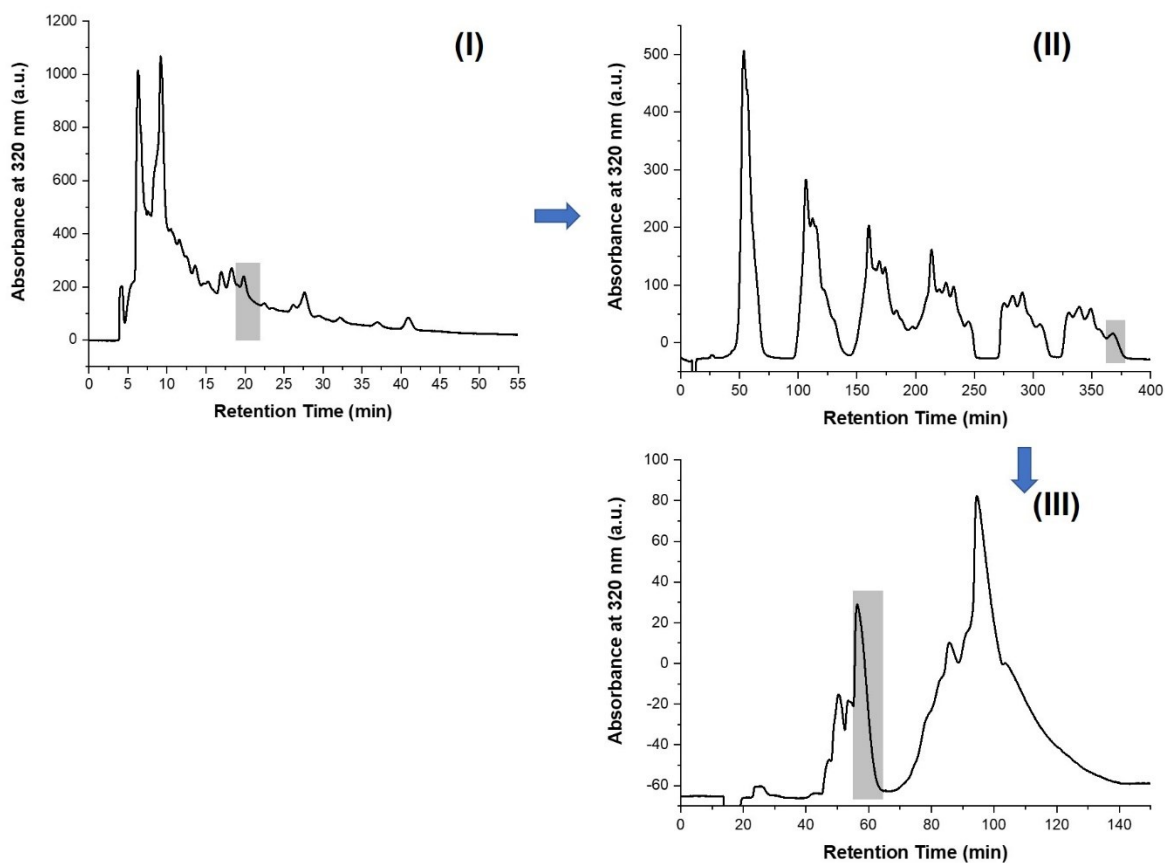 (I)
Absorbance at 320 nm (a.u.)
1200
1000
800
600
400
200
0
0 5 10 15 20 25 30 35 40 45 50 55
Retention Time (min)
(II)
Absorbance at 320 nm (a.u.)
500
400
300
200
100
0
0 50 100 150 200 250 300 350 400
Retention Time (min)
(III)
Absorbance at 320 nm (a.u.)
100
80
60
40
20
0
-20
-40
-60
0 20 40 60 80 100 120 140
Retention Time (min)